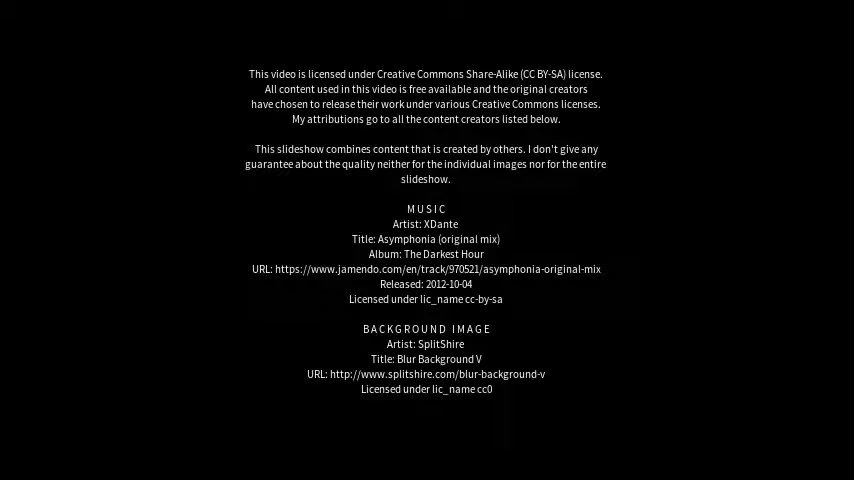 This video is licensed under Creative Commons Share-Alike (CC BY-SA) license.
All content used in this video is free available and the original creators
have chosen to release their work under various Creative Commons licenses.
My attributions go to all the content creators listed below.
This slideshow combines content that is created by others. I don't give any
guarantee about the quality neither for the individual images nor for the entire
slideshow.
MUSIC
Artist: XDante
Title: Asymphonia (original mix)
Album: The Darkest Hour
URL: https://www.jamendo.com/en/track/970521/asymphonia-original-mix
Released: 2012-10-04
Licensed under lic_name cc-by-sa
BACKGROUND IMAGE
Artist: SplitShire
Title: Blur Background V
URL: http://www.splitshire.com/blur-background-v
Licensed under lic_name cc0